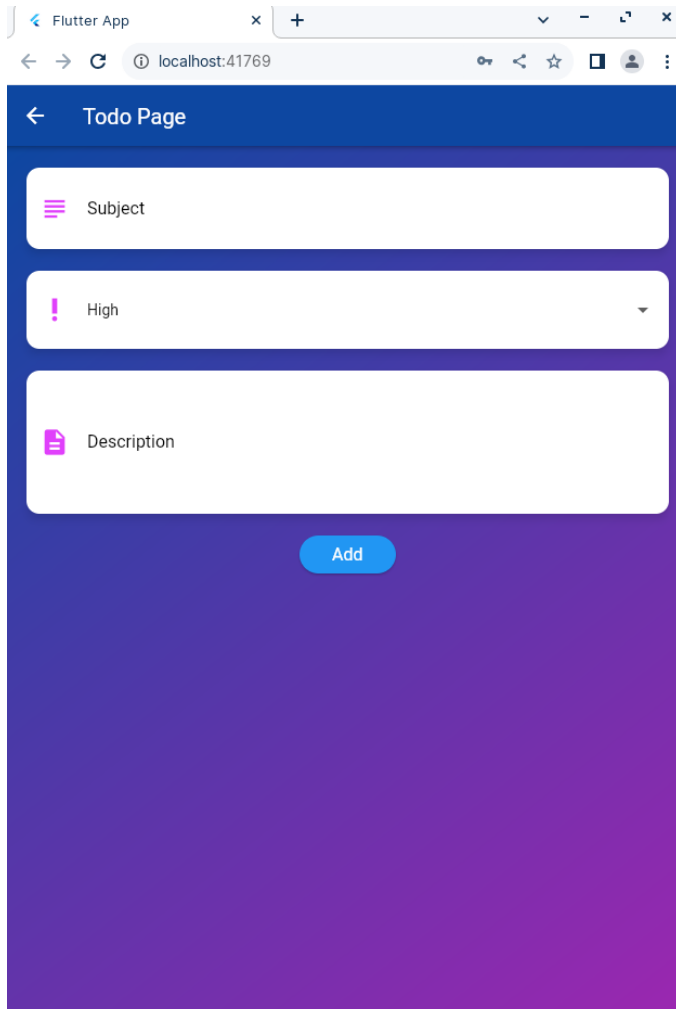 Flutter App
localhost:41769
Todo Page
Subject
High
Description
Add